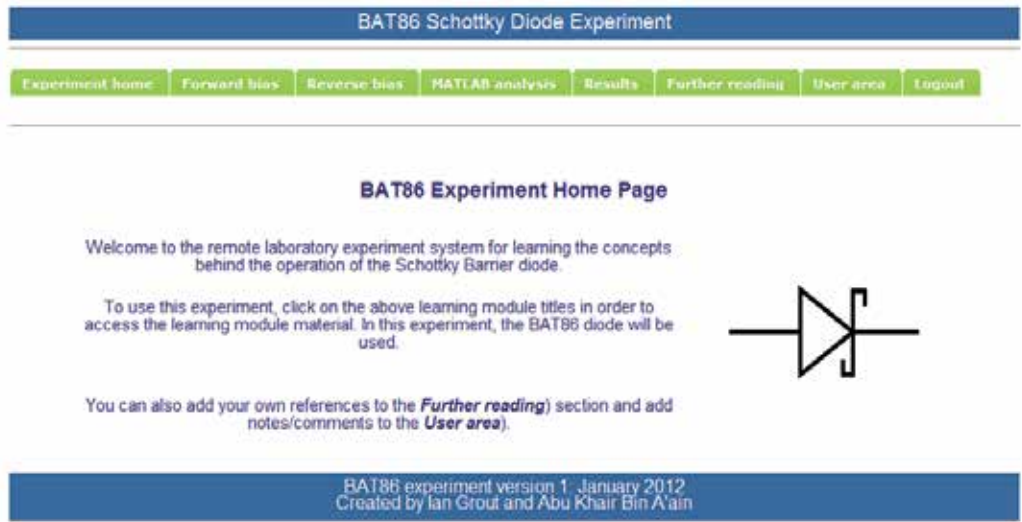 BAT86 Schottky Diode Experiment
Experiment home Forward bias Reverse bias MATLAB analysis Results Further reading User area Logout
BAT86 Experiment Home Page
Welcome to the remote laboratory experiment system for learning the concepts
behind the operation of the Schottky Barrier diode.
To use this experiment, click on the above learning module titles in order to
access the learning module material. In this experiment, the BAT86 diode will be
used.
You can also add your own references to the Further reading) section and add
notes/comments to the User area).
BAT86 experiment version 1. January 2012
Created by Ian Grout and Abu Khair Bin A'ain